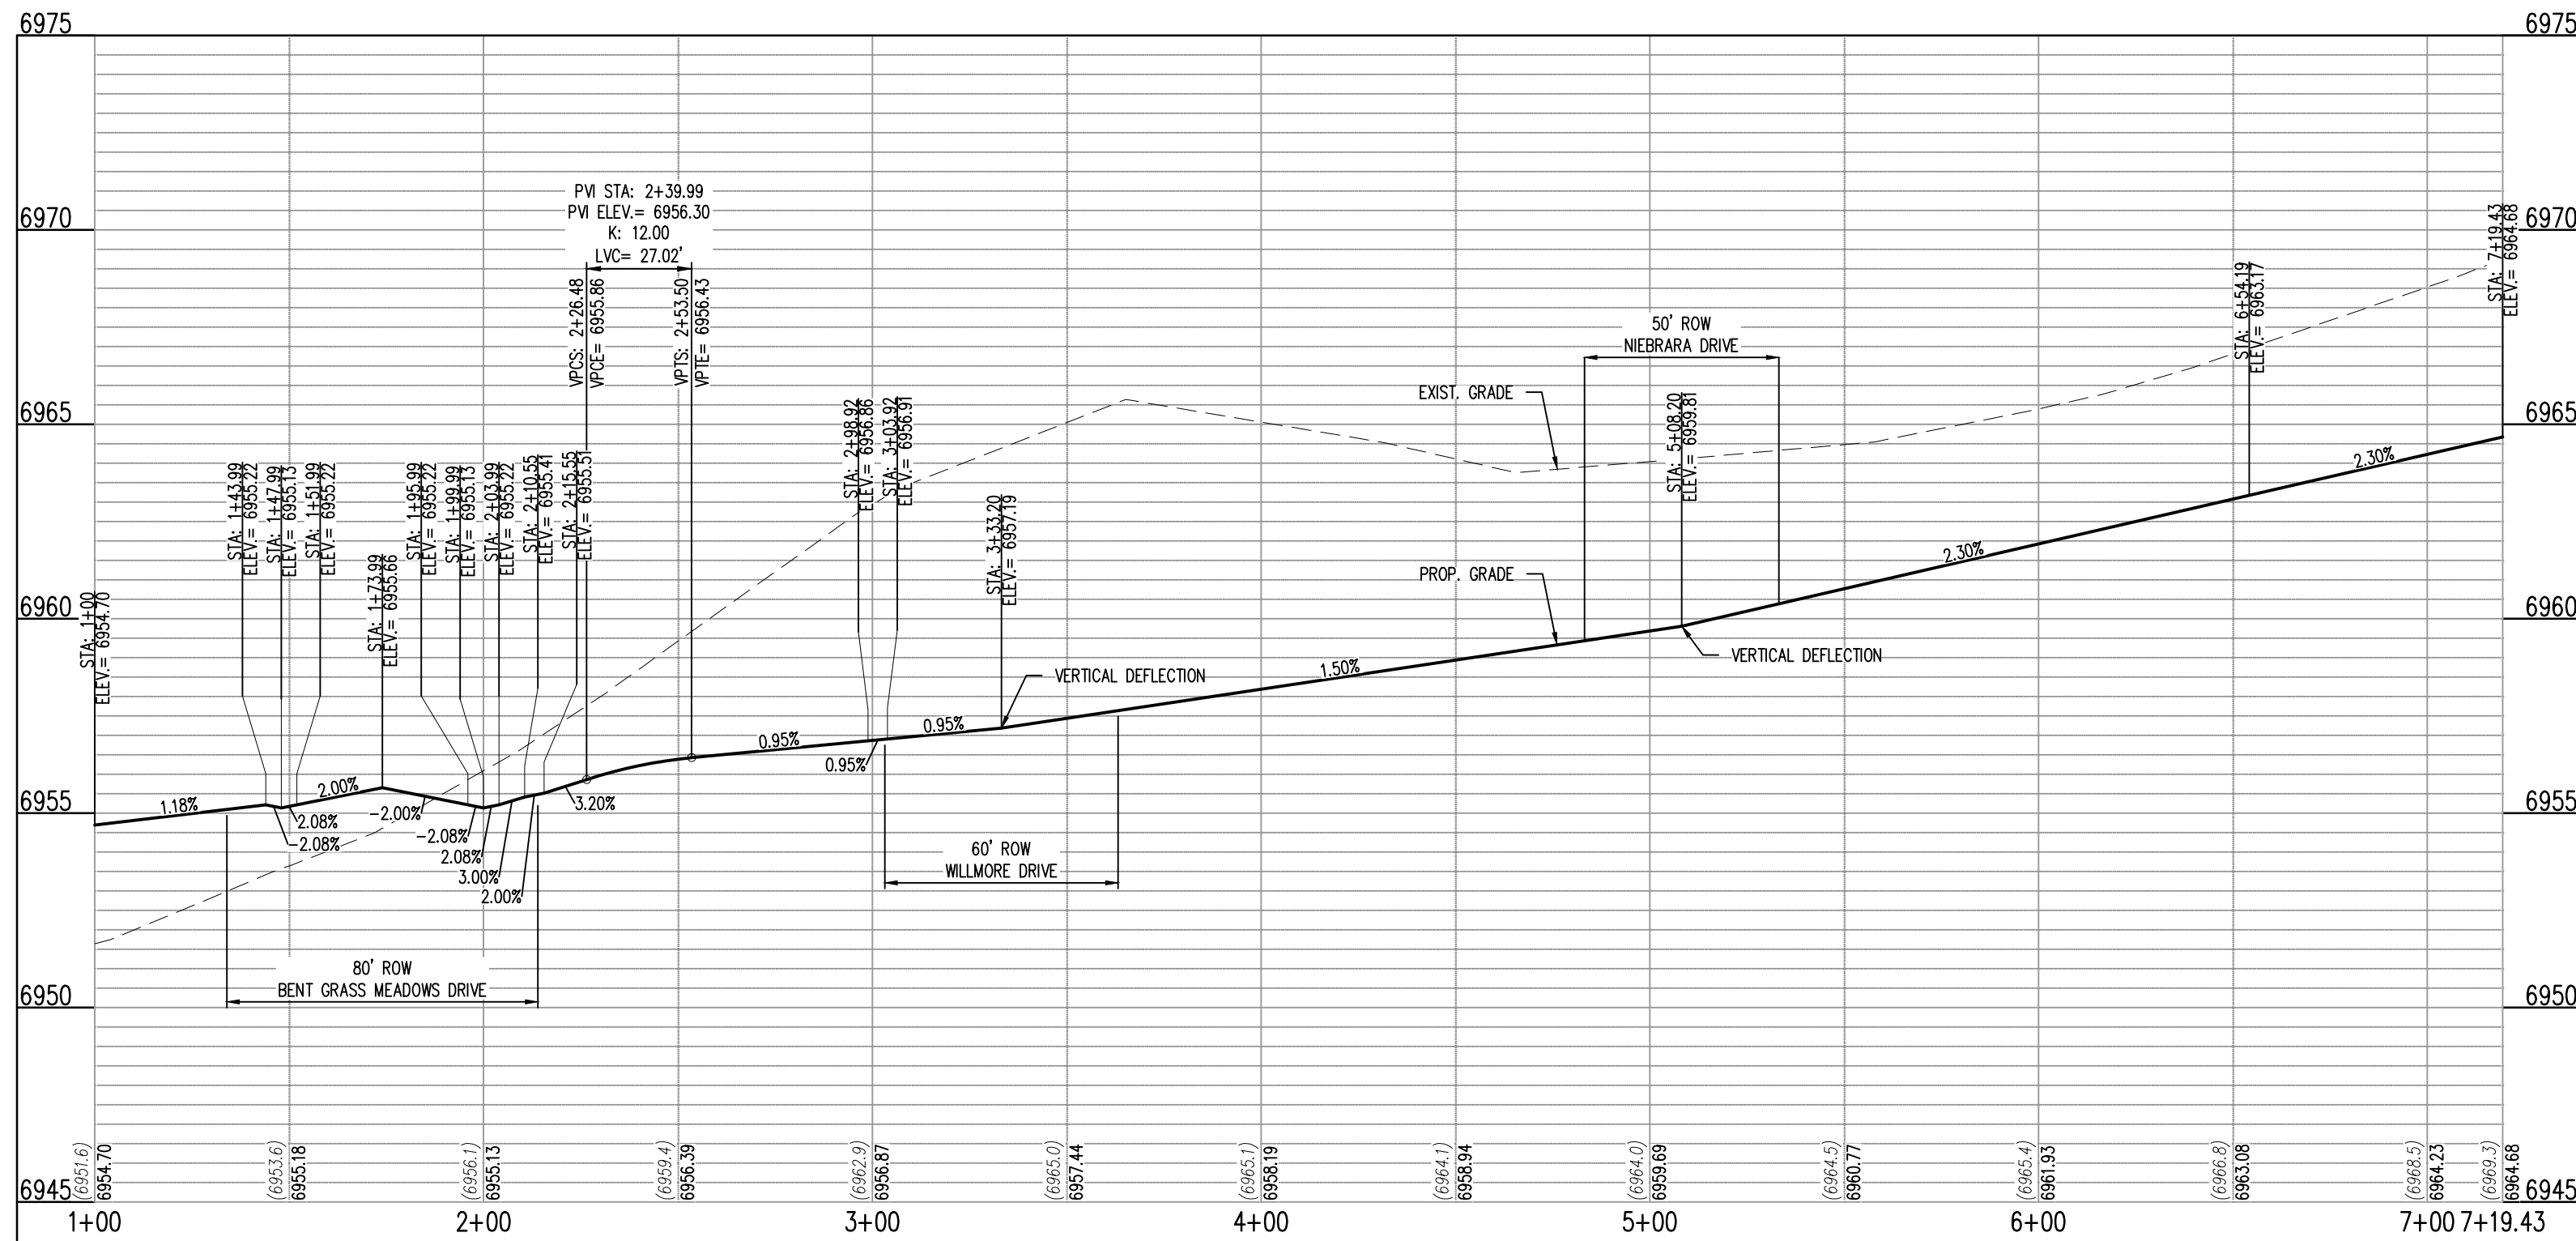 6975
6975
PVI STA: 2+39.99
PVI ELEV.= 6956.30
K: 12.00
LVC= 27.02'
6970
6970
STA: 7+19.43
ELEV.= 6964.68
VPCS: 2+26.48
VPCE= 6955.86
VPTS: 2+53.50
VPTE= 6956.43
STA: 6+54.19
ELEV.= 6963.17
50' ROW
NIEBRARA DRIVE
EXIST. GRADE
6965
6965
STA: 2+98.92
ELEV.= 6956.86
STA: 3+03.92
ELEV.= 6956.91
STA: 5+08.20
ELEV.= 6959.81
STA: 1+43.99
ELEV.= 6955.22
STA: 1+47.99
ELEV.= 6955.13
STA: 1+51.99
ELEV.= 6955.22
STA: 1+95.99
ELEV.= 6955.22
STA: 1+99.99
ELEV.= 6955.13
STA: 2+03.99
ELEV.= 6955.22
STA: 2+10.55
ELEV.= 6955.41
STA: 2+15.55
ELEV.= 6955.51
STA: 3+33.20
ELEV.= 6957.19
2.30%
2.30%
STA: 1+73.99
ELEV.= 6955.66
PROP. GRADE
6960
6960
STA: 1+00
ELEV.= 6954.70
VERTICAL DEFLECTION
VERTICAL DEFLECTION
1.50%
0.95%
0.95%
0.95%
6955
6955
1.18%
2.00%
2.08%
-2.08%
-2.00%
-2.08%
2.08%
3.00%
2.00%
3.20%
60' ROW
WILLMORE DRIVE
80' ROW
BENT GRASS MEADOWS DRIVE
6950
6950
(6951.6)
6954.70
(6953.6)
6955.18
(6956.1)
6955.13
(6959.4)
6956.39
(6962.9)
6956.87
(6965.0)
6957.44
(6965.1)
6958.19
(6964.1)
6958.94
(6964.0)
6959.69
(6964.5)
6960.77
(6965.4)
6961.93
(6966.8)
6963.08
(6968.5)
6964.23
(6969.3)
6964.68
6945
6945
1+00
2+00
3+00
4+00
5+00
6+00
7+00
7+19.43